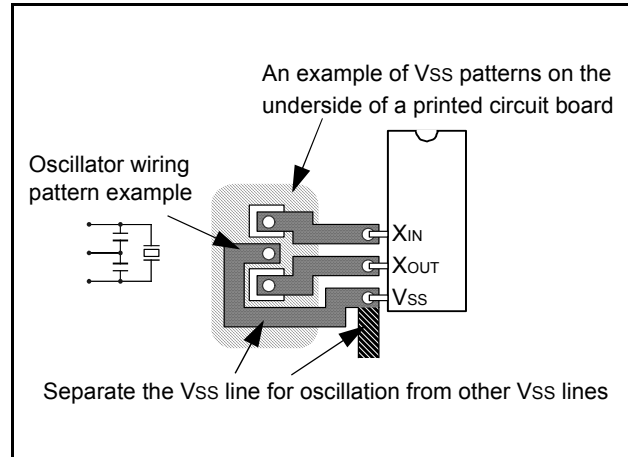 An example of VSS patterns on the
underside of a printed circuit board
Oscillator wiring
pattern example
XIN
XOUT
VSS
Separate the VSS line for oscillation from other VSS lines